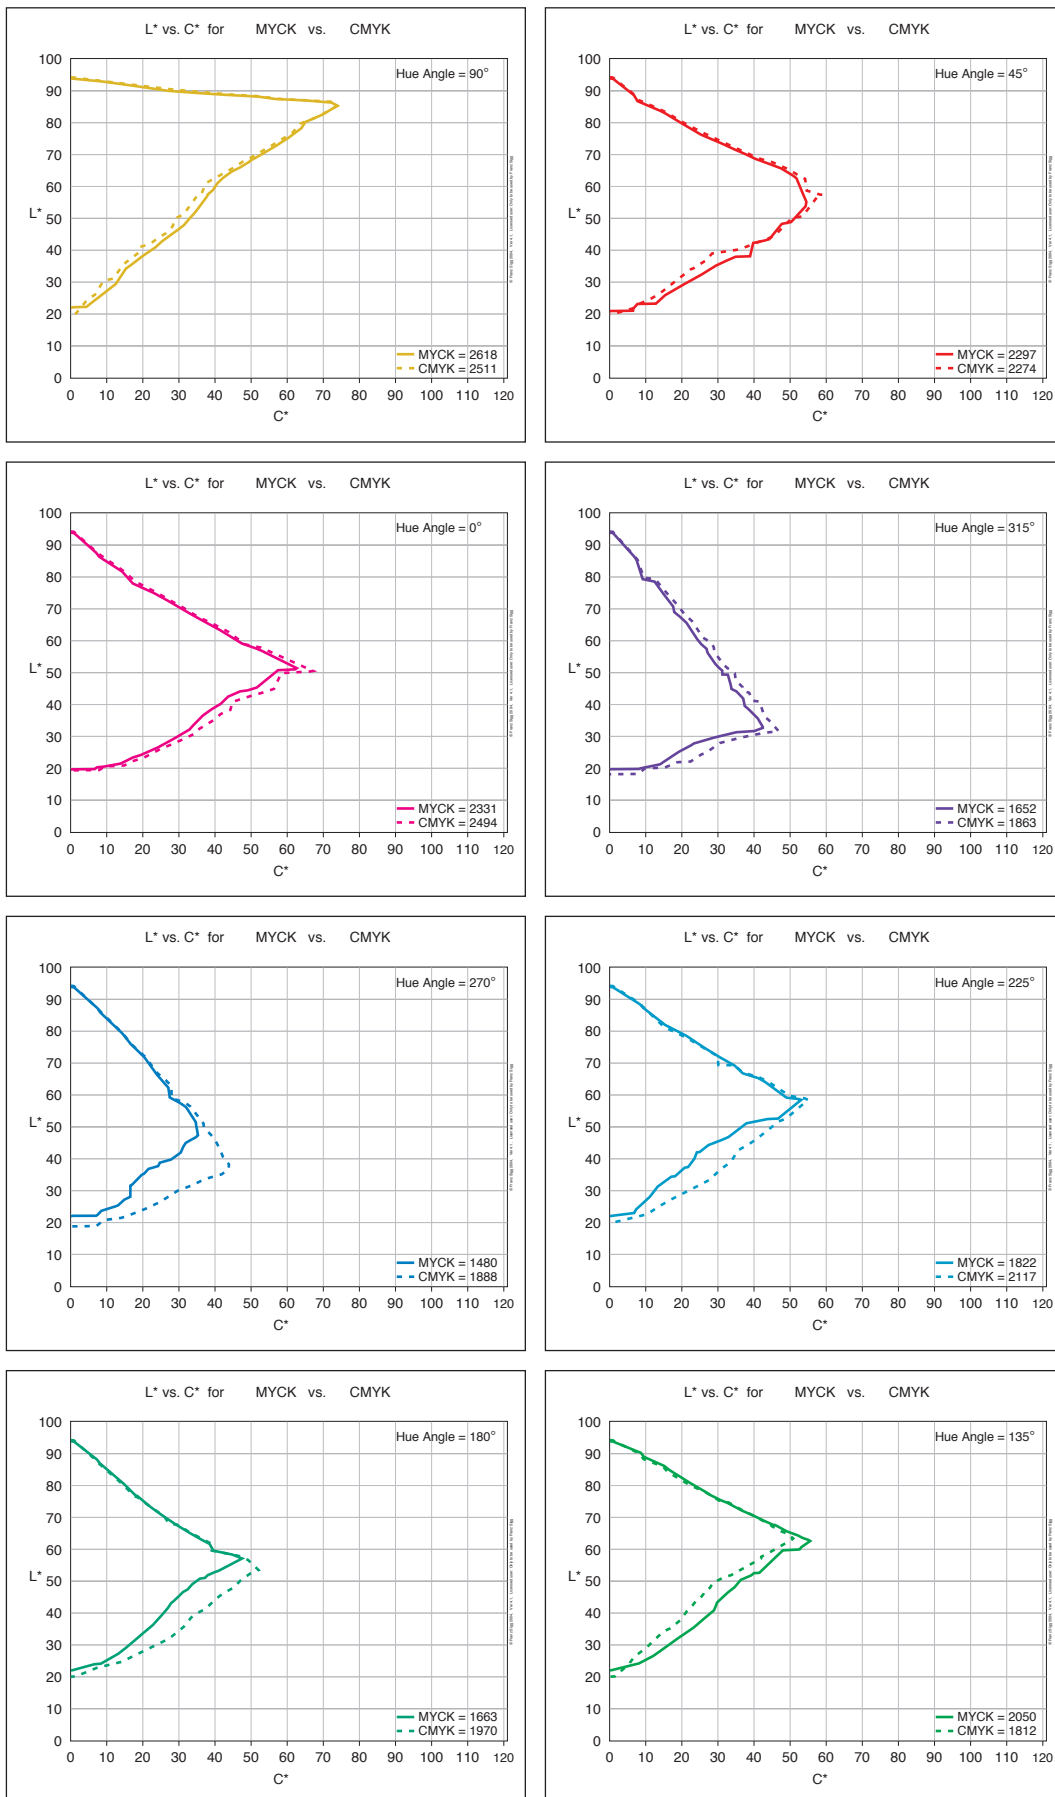 L* vs. C* for MYCK vs. CMYK
Hue Angle = 90°
100
90
80
70
60
50
40
30
20
10
0
L*
MYCK = 2618
CMYK = 2511
0 10 20 30 40 50 60 70 80 90 100 110 120
C*
L* vs. C* for MYCK vs. CMYK
Hue Angle = 45°
100
90
80
70
60
50
40
30
20
10
0
L*
MYCK = 2297
CMYK = 2274
0 10 20 30 40 50 60 70 80 90 100 110 120
C*
L* vs. C* for MYCK vs. CMYK
Hue Angle = 0°
100
90
80
70
60
50
40
30
20
10
0
L*
MYCK = 2331
CMYK = 2494
0 10 20 30 40 50 60 70 80 90 100 110 120
C*
L* vs. C* for MYCK vs. CMYK
Hue Angle = 315°
100
90
80
70
60
50
40
30
20
10
0
L*
MYCK = 1652
CMYK = 1863
0 10 20 30 40 50 60 70 80 90 100 110 120
C*
L* vs. C* for MYCK vs. CMYK
Hue Angle = 270°
100
90
80
70
60
50
40
30
20
10
0
L*
MYCK = 1480
CMYK = 1888
0 10 20 30 40 50 60 70 80 90 100 110 120
C*
L* vs. C* for MYCK vs. CMYK
Hue Angle = 225°
100
90
80
70
60
50
40
30
20
10
0
L*
MYCK = 1822
CMYK = 2117
0 10 20 30 40 50 60 70 80 90 100 110 120
C*
L* vs. C* for MYCK vs. CMYK
Hue Angle = 180°
100
90
80
70
60
50
40
30
20
10
0
L*
MYCK = 1663
CMYK = 1970
0 10 20 30 40 50 60 70 80 90 100 110 120
C*
L* vs. C* for MYCK vs. CMYK
Hue Angle = 135°
100
90
80
70
60
50
40
30
20
10
0
L*
MYCK = 2050
CMYK = 1812
0 10 20 30 40 50 60 70 80 90 100 110 120
C*